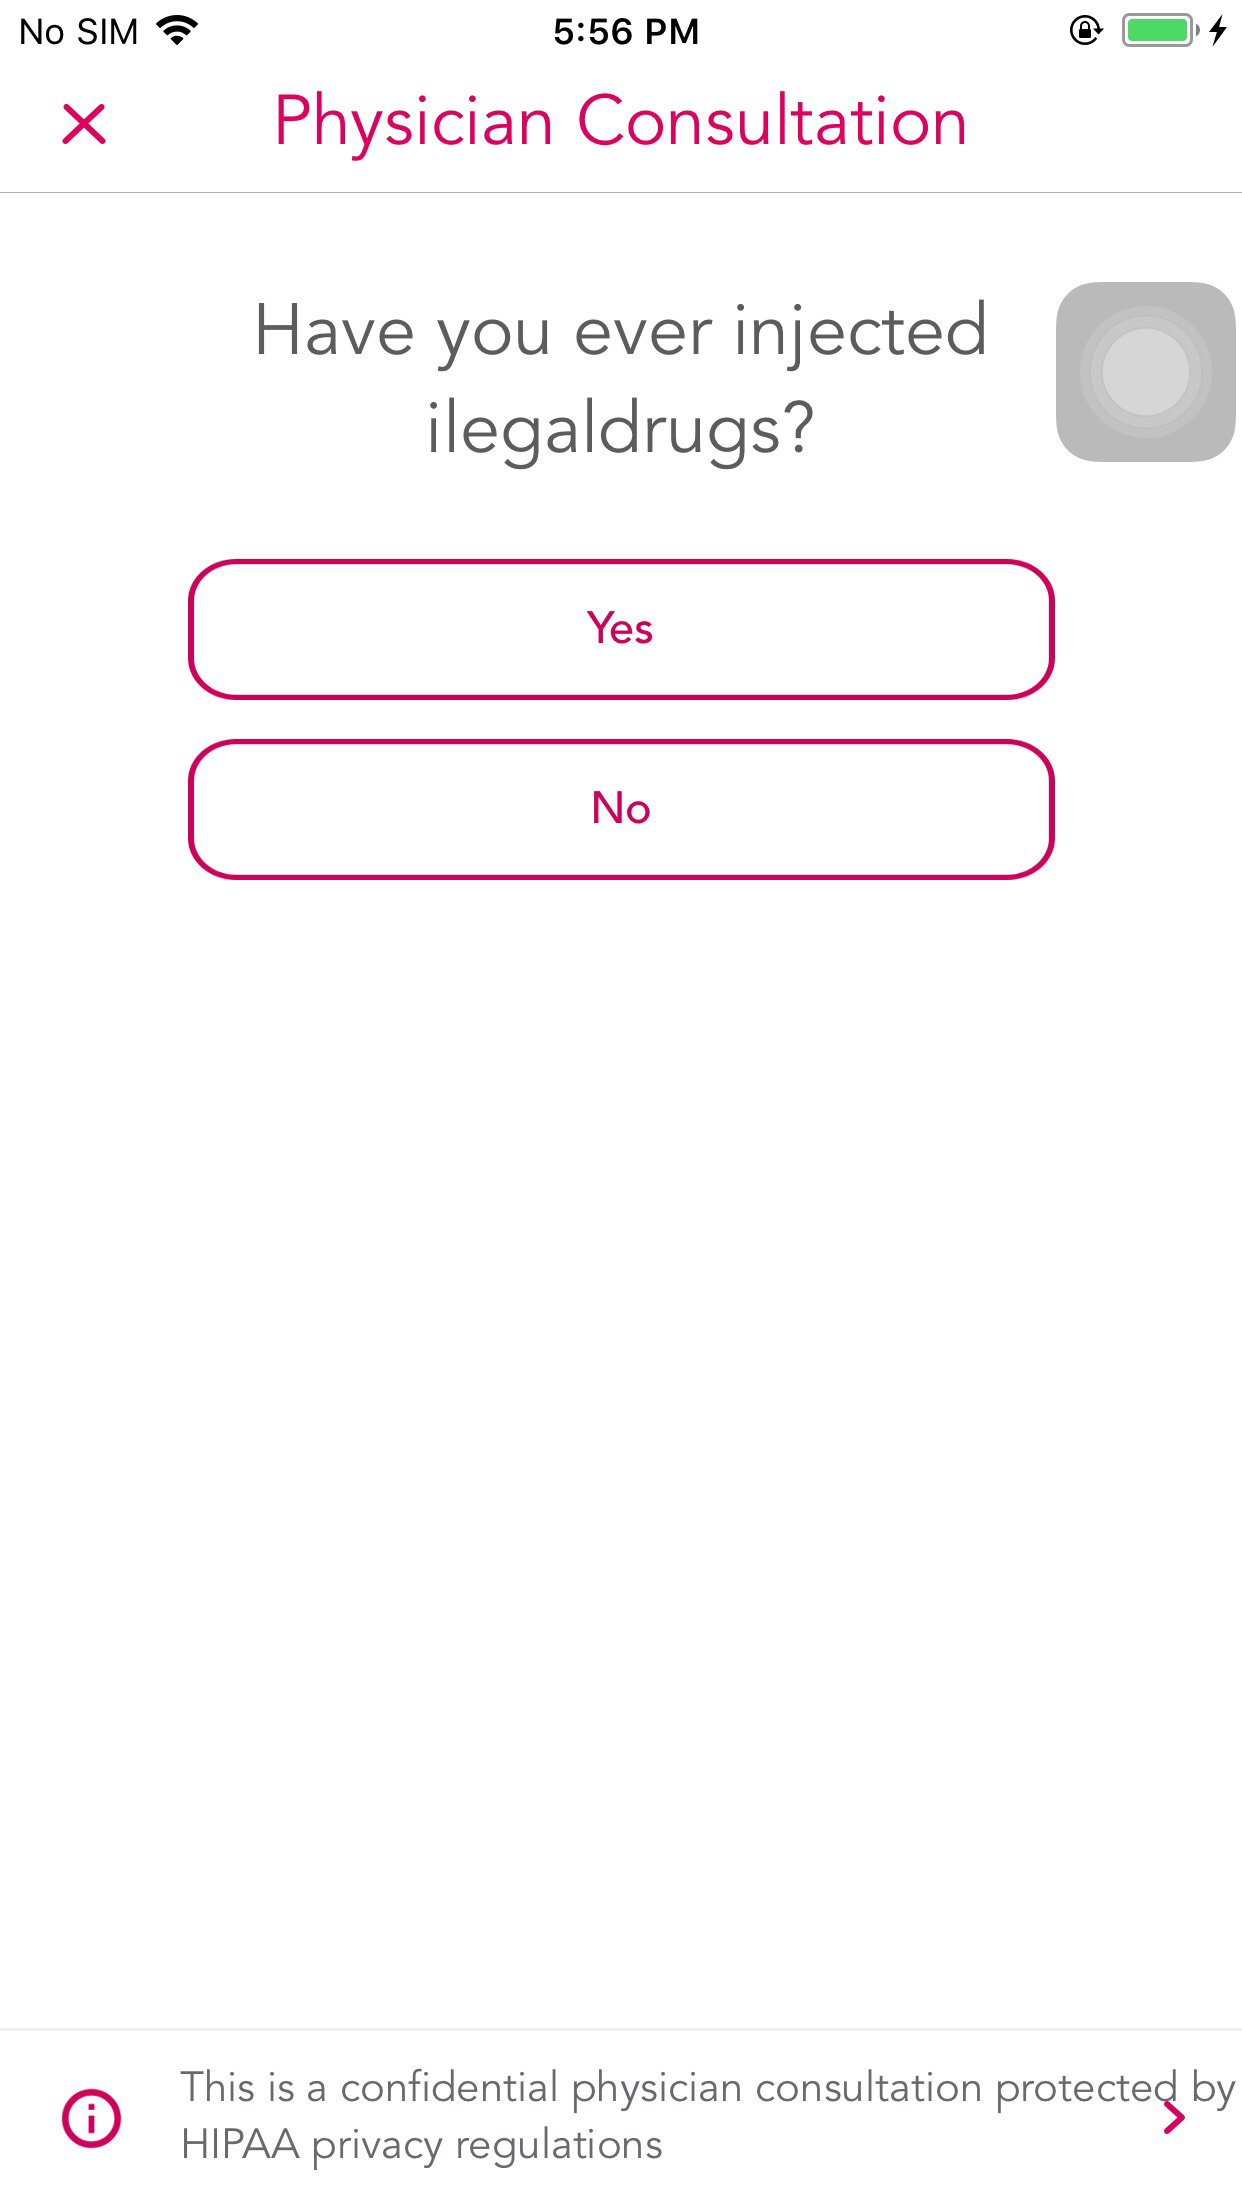 No SIM 5:56 PM
Physician Consultation
Have you ever injected
ilegaldrugs?
Yes
No
This is a confidential physician consultation protected by
HIPAA privacy regulations